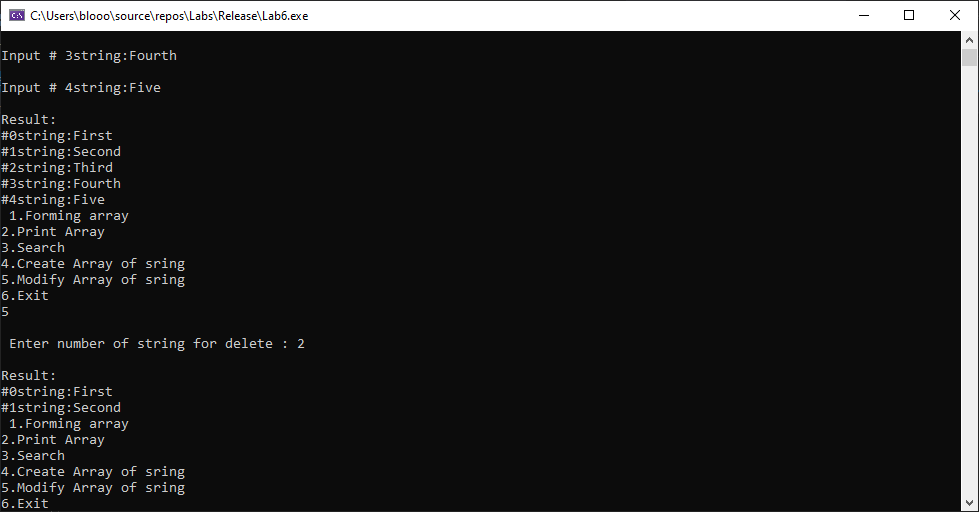 C:\Users\blooo\source\repos\Labs\Release\Lab6.exe
Input # 3string:Fourth
Input # 4string:Five
Result:
#0string:First
#1string:Second
#2string:Third
#3string:Fourth
#4string:Five
1.Forming array
2.Print Array
3.Search
4.Create Array of sring
5.Modify Array of sring
6.Exit
5
Enter number of string for delete : 2
Result:
#0string:First
#1string:Second
1.Forming array
2.Print Array
3.Search
4.Create Array of sring
5.Modify Array of sring
6.Exit